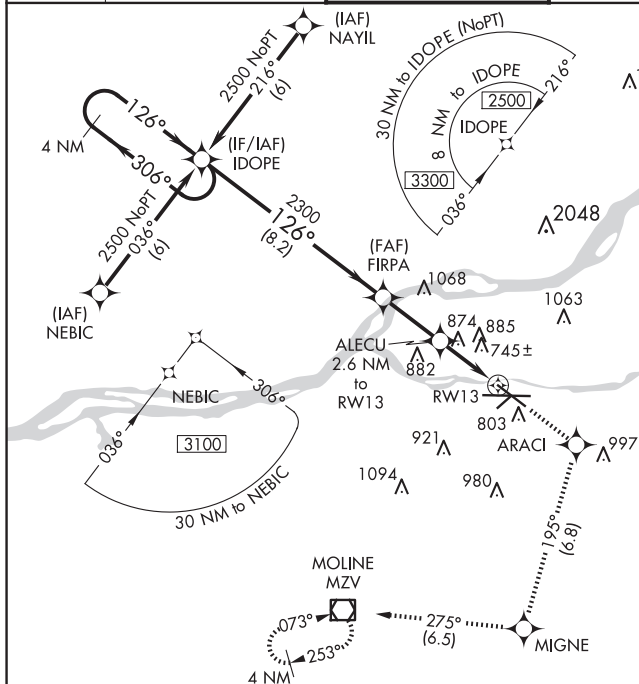 (IAF)
NAYIL
2500 NoPT
216°
(6)
30 NM to IDOPE (NoPT)
8 NM to IDOPE
2500
216°
IDOPE
3300
036°
126°
4 NM
306°
(IF/IAF)
IDOPE
2500 NoPT
036°
(6)
(IAF)
NEBIC
2300
126°
(8.2)
2048
(FAF)
FIRPA
1068
1063
ALECU
2.6 NM
to
RW13
874
885
745±
882
RW13
803
ARACI
997
921
1094
980
NEBIC
306°
036°
3100
30 NM to NEBIC
195°
(6.8)
MOLINE
MZV
073°
253°
4 NM
275°
(6.5)
MIGNE